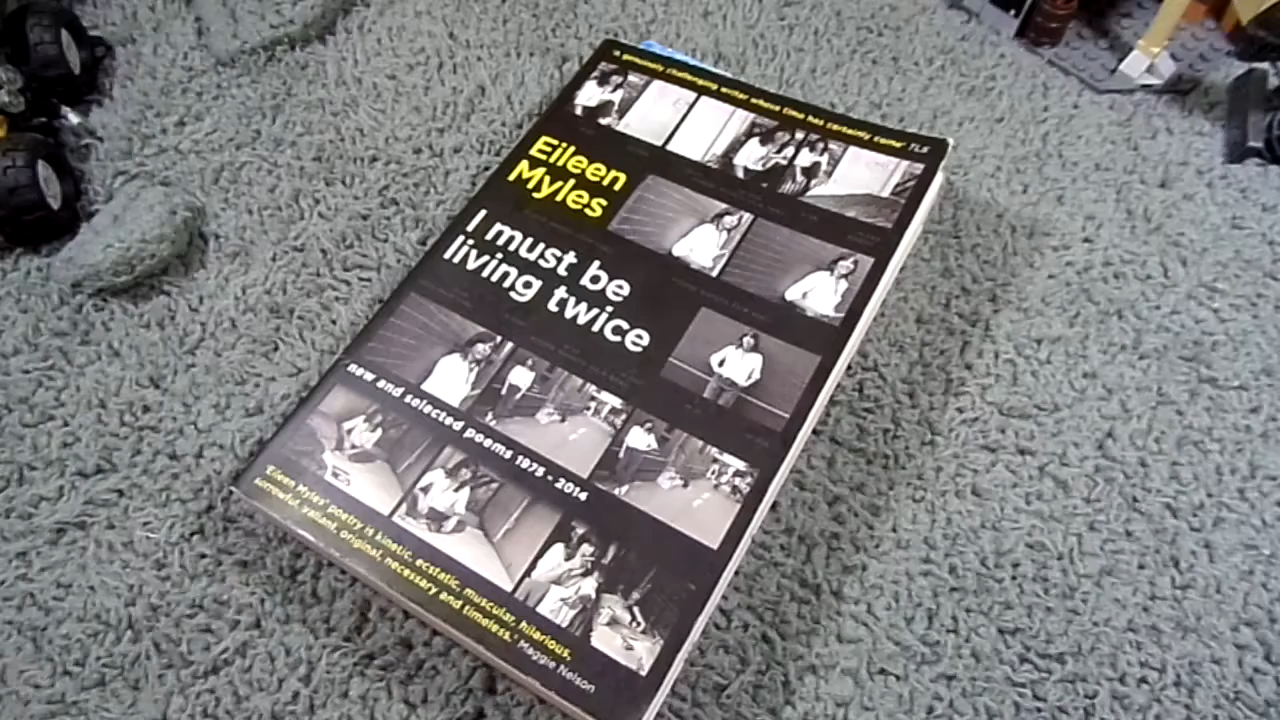 'A genuinely challenging writer whose time has certainly come' TLS
Eileen
Myles
I must be
living twice
new and selected poems 1975 - 2014
'Eileen Myles' poetry is kinetic, ecstatic, muscular, hilarious,
sorrowful, valiant, original, necessary and timeless.' Maggie Nelson